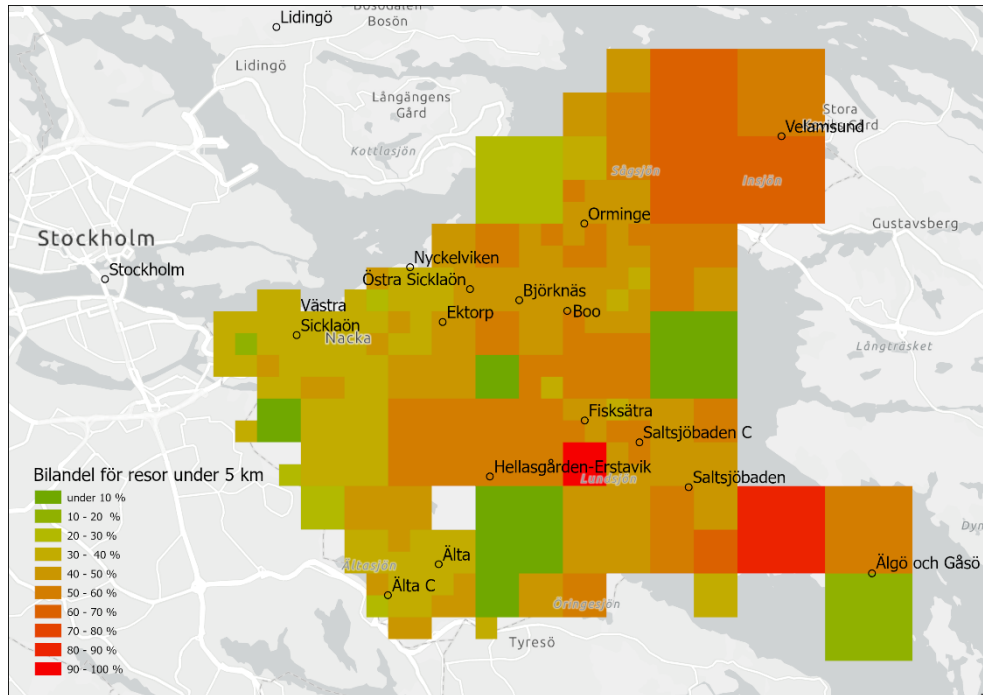 Bosödalen
Lidingö
Bosön
Lidingö
Långängens
Gård
Kottlasjön
Stora
Gård
Velamsund
Sågsjön
Insjön
Orminge
Gustavsberg
Stockholm
Stockholm
Nyckelviken
Östra Sicklaön
Björknäs
Västra
Sicklaön
Ektorp
Boo
Nacka
Långträsket
Fisksätra
Saltsjöbaden C
Bilandel för resor under 5 km
Hellasgården-Erstavik
Lundsjön
Saltsjöbaden
under 10 %
10 - 20 %
20 - 30 %
30 - 40 %
40 - 50 %
50 - 60 %
60 - 70 %
70 - 80 %
80 - 90 %
90 - 100 %
Ältasjön
Älta
Älta C
Älgö och Gåsö
Öringesjön
Tyresö